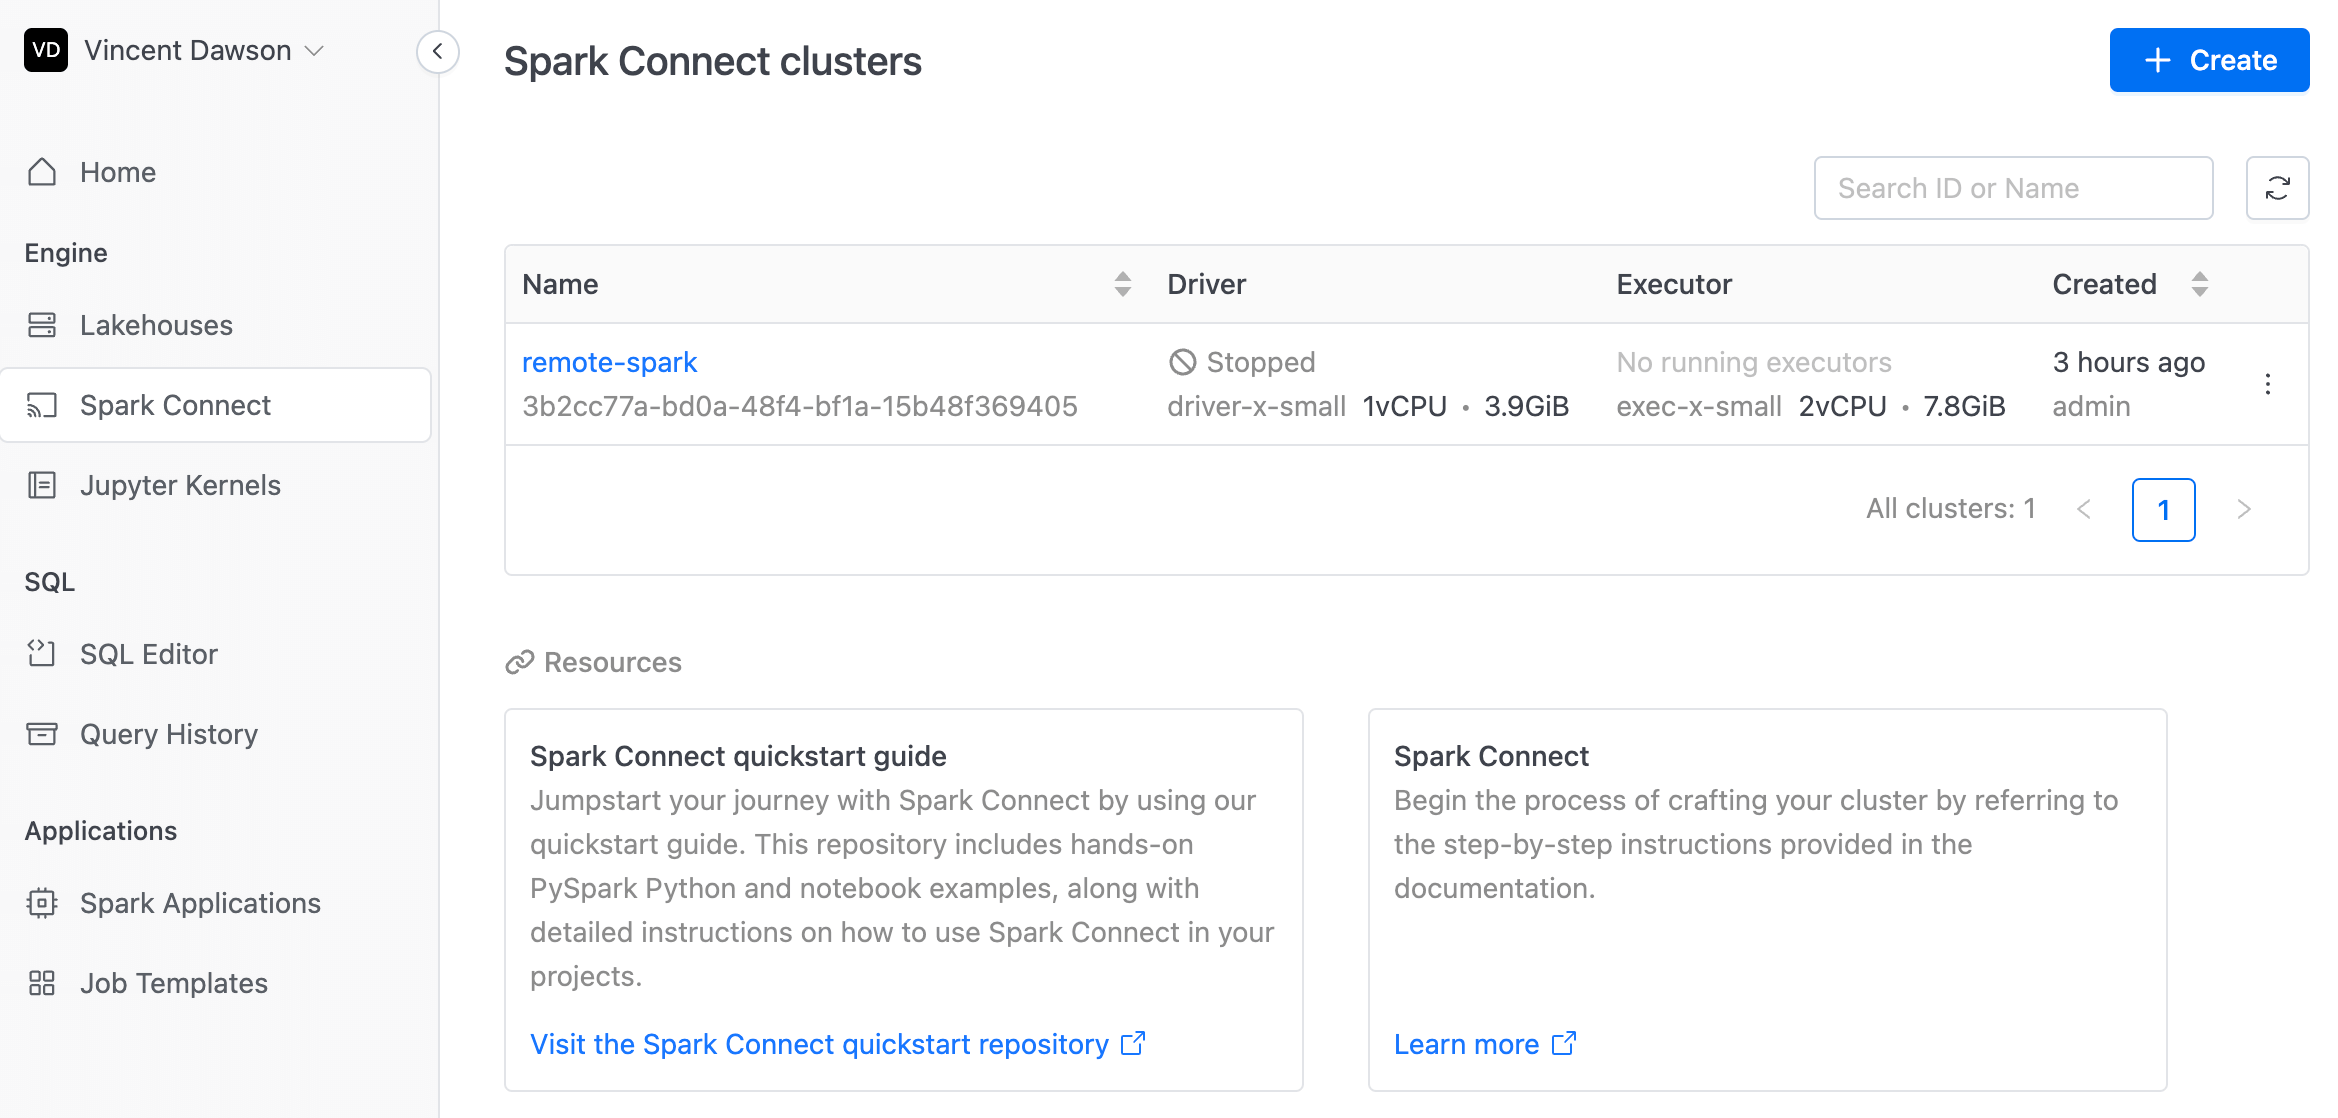 VD Vincent Dawson
Home
Engine
Lakehouses
Spark Connect
Jupyter Kernels
SQL
SQL Editor
Query History
Applications
Spark Applications
Job Templates
Spark Connect clusters
Create
Search ID or Name
Name Driver Executor Created
remote-spark Stopped No running executors 3 hours ago
3b2cc77a-bd0a-48f4-bf1a-15b48f369405 driver-x-small 1vCPU • 3.9GiB exec-x-small 2vCPU • 7.8GiB admin
All clusters: 1 < 1 >
Resources
Spark Connect quickstart guide
Jumpstart your journey with Spark Connect by using our
quickstart guide. This repository includes hands-on
PySpark Python and notebook examples, along with
detailed instructions on how to use Spark Connect in your
projects.
Visit the Spark Connect quickstart repository
Spark Connect
Begin the process of crafting your cluster by referring to
the step-by-step instructions provided in the
documentation.
Learn more